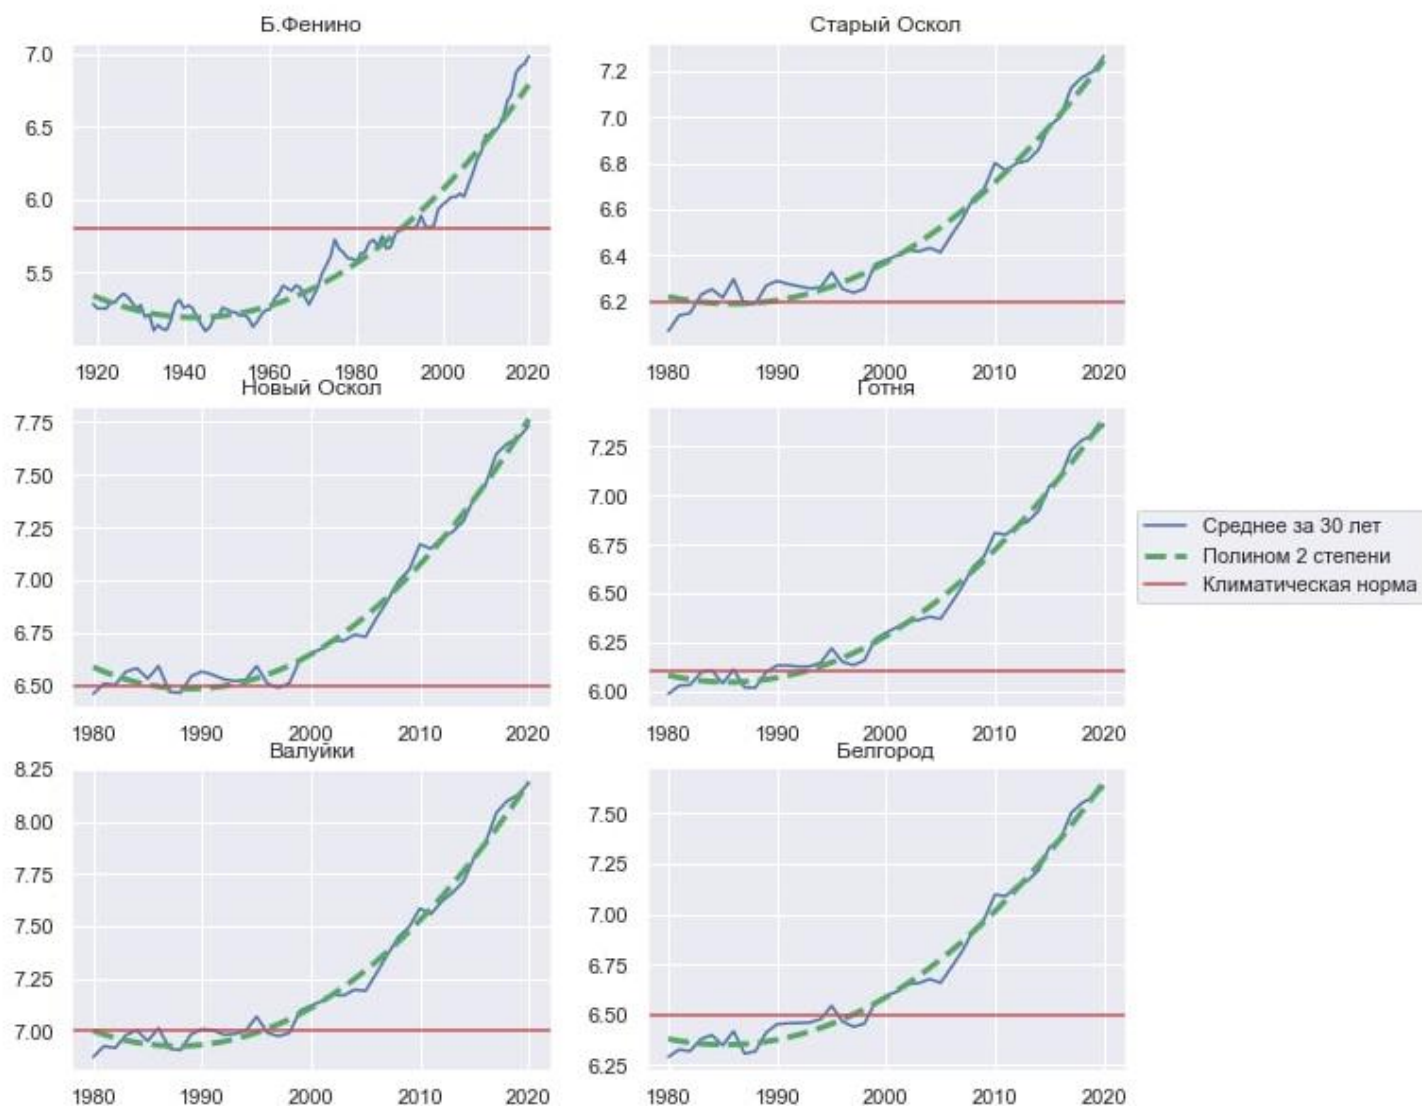 Б.Фенино
7.0
6.5
6.0
5.5
1920 1940 1960 1980 2000 2020
Старый Оскол
7.2
7.0
6.8
6.6
6.4
6.2
1980 1990 2000 2010 2020
Новый Оскол
7.75
7.50
7.25
7.00
6.75
6.50
1980 1990 2000 2010 2020
Готня
7.25
7.00
6.75
6.50
6.25
6.00
1980 1990 2000 2010 2020
Среднее за 30 лет
Полином 2 степени
Климатическая норма
Валуйки
8.25
8.00
7.75
7.50
7.25
7.00
1980 1990 2000 2010 2020
Белгород
7.50
7.25
7.00
6.75
6.50
6.25
1980 1990 2000 2010 2020